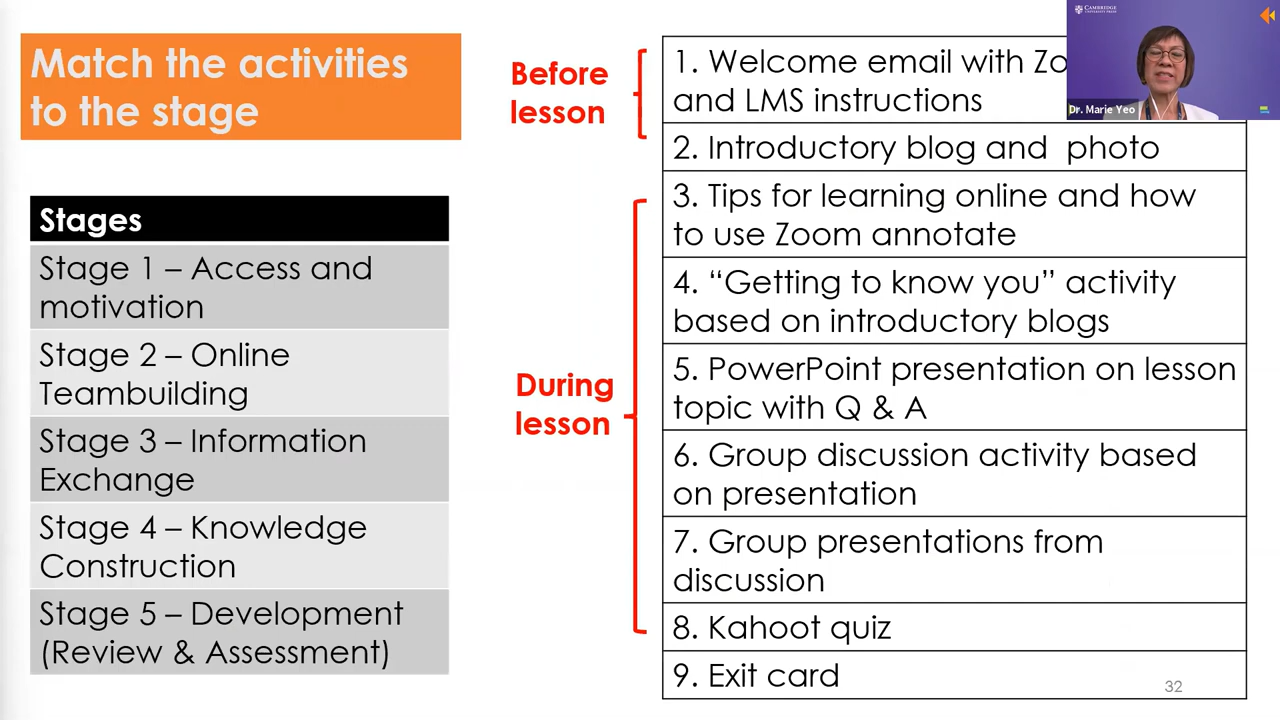 Match the activities
to the stage
Stages
Stage 1 – Access and
motivation
Stage 2 – Online
Teambuilding
Stage 3 – Information
Exchange
Stage 4 – Knowledge
Construction
Stage 5 – Development
(Review & Assessment)
Before
lesson
During
lesson
1. Welcome email with
and LMS instructions
2. Introductory blog and photo
3. Tips for learning online and how
to use Zoom annotate
4. “Getting to know you” activity
based on introductory blogs
5. PowerPoint presentation on lesson
topic with Q & A
6. Group discussion activity based
on presentation
7. Group presentations from
discussion
8. Kahoot quiz
9. Exit card
32
CAMBRIDGE
UNIVERSITY PRESS
Dr. Marie Yeo